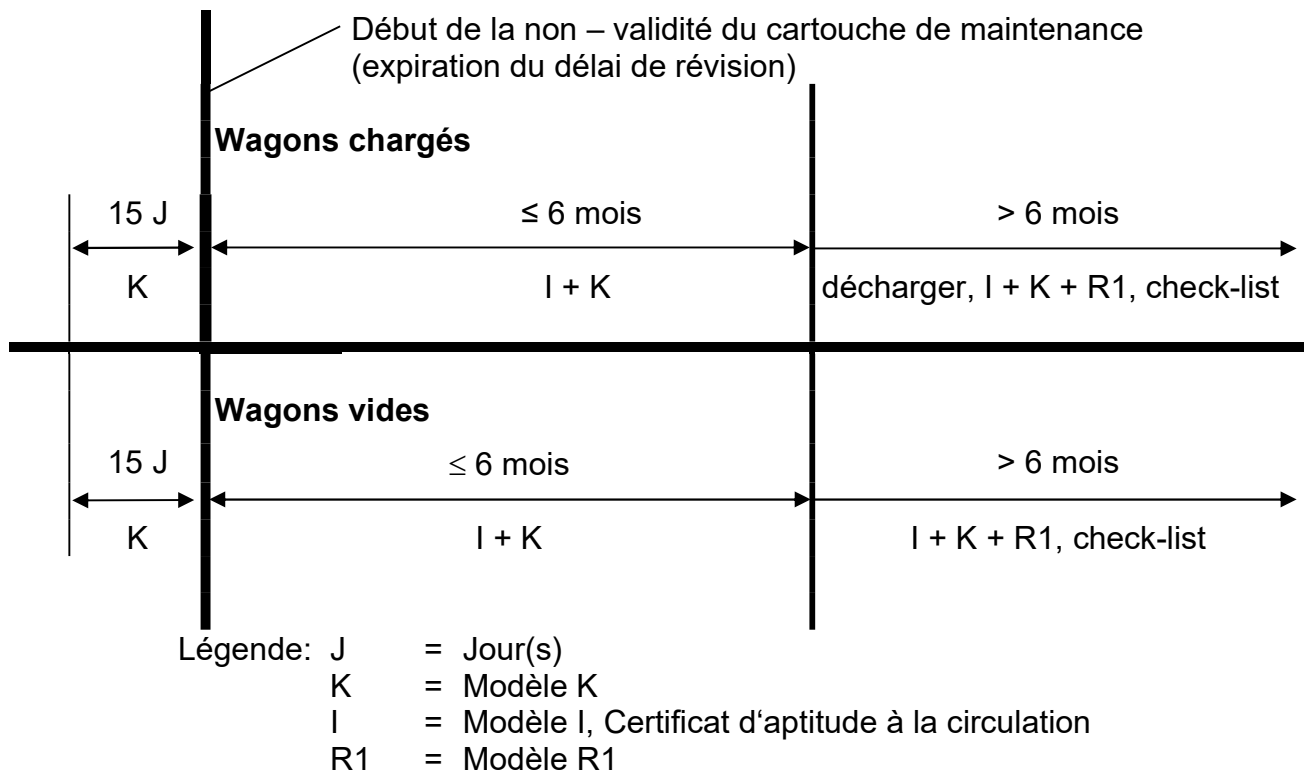 Début de la non – validité du cartouche de maintenance
(expiration du délai de révision)
Wagons chargés
15 J ≤ 6 mois > 6 mois
K I + K décharger, I + K + R1, check-list
Wagons vides
15 J ≤ 6 mois > 6 mois
K I + K I + K + R1, check-list
Légende: J = Jour(s)
K = Modèle K
I = Modèle I, Certificat d‘aptitude à la circulation
R1 = Modèle R1